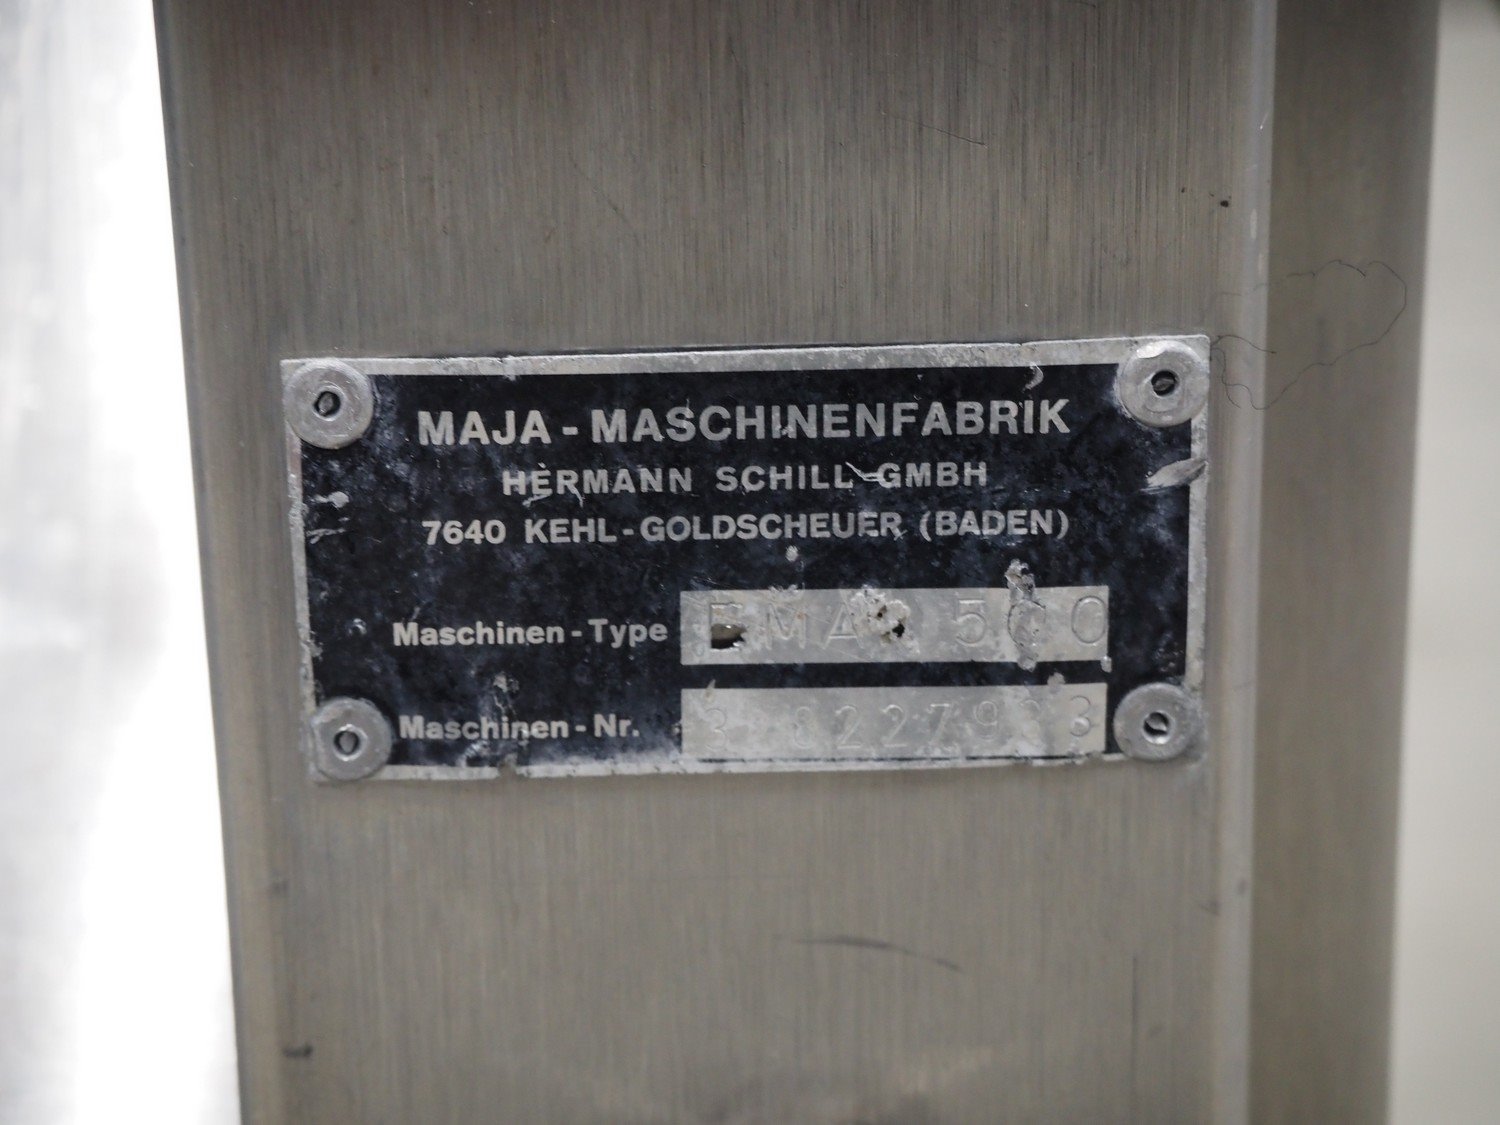 MAJA - MASCHINENFABRIK
HERMANN SCHILL GMBH
7640 KEHL - GOLDSCHEUER (BADEN)
Maschinen - Type
Maschinen - Nr.